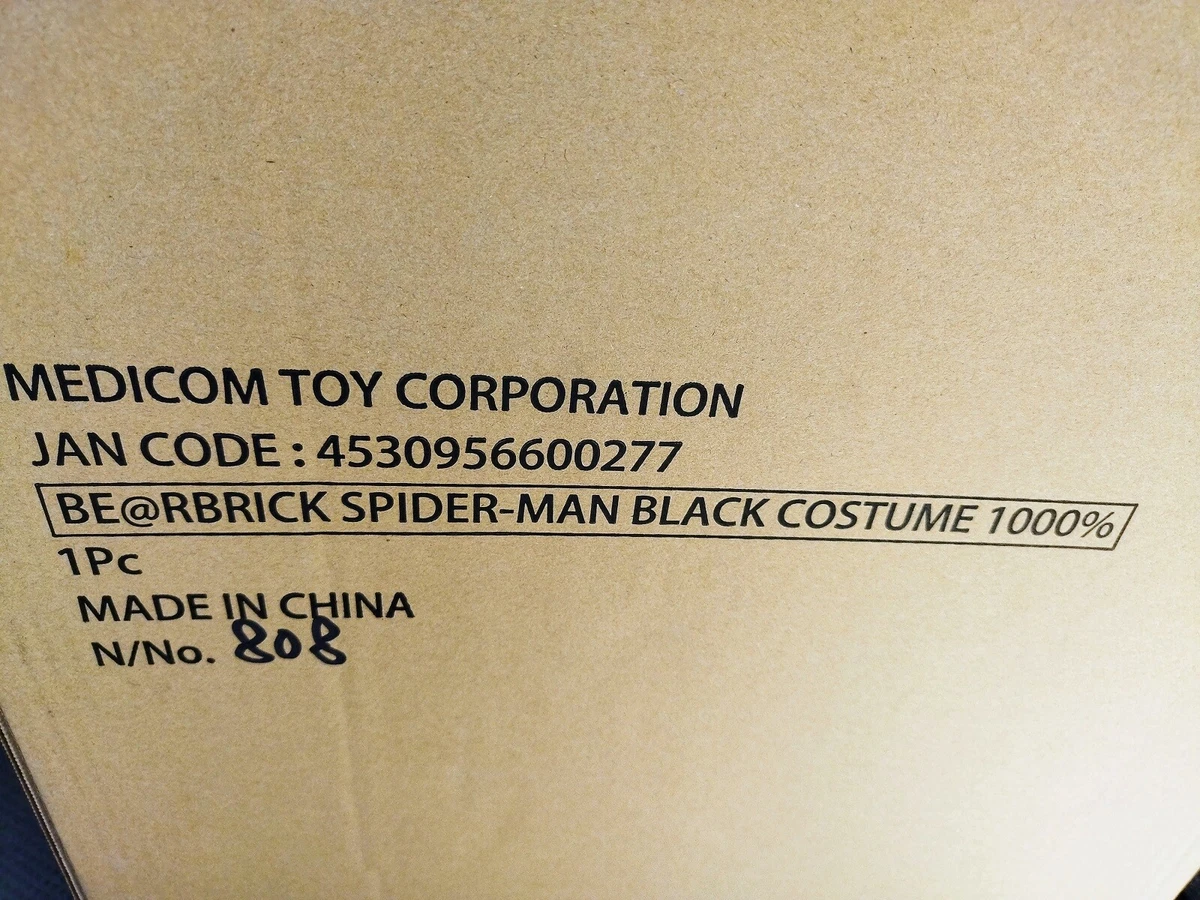 MEDICOM TOY CORPORATION
JAN CODE : 4530956600277
BE@RBRICK SPIDER-MAN BLACK COSTUME 1000%
1Pc
MADE IN CHINA
N/No. 808